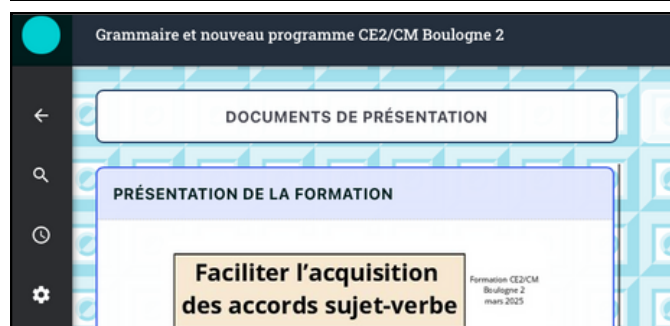 Grammaire et nouveau programme CE2/CM Boulogne 2
DOCUMENTS DE PRÉSENTATION
PRÉSENTATION DE LA FORMATION
Faciliter l’acquisition
des accords sujet-verbe
Formation CE2/CM
Boulogne 2
mars 2025